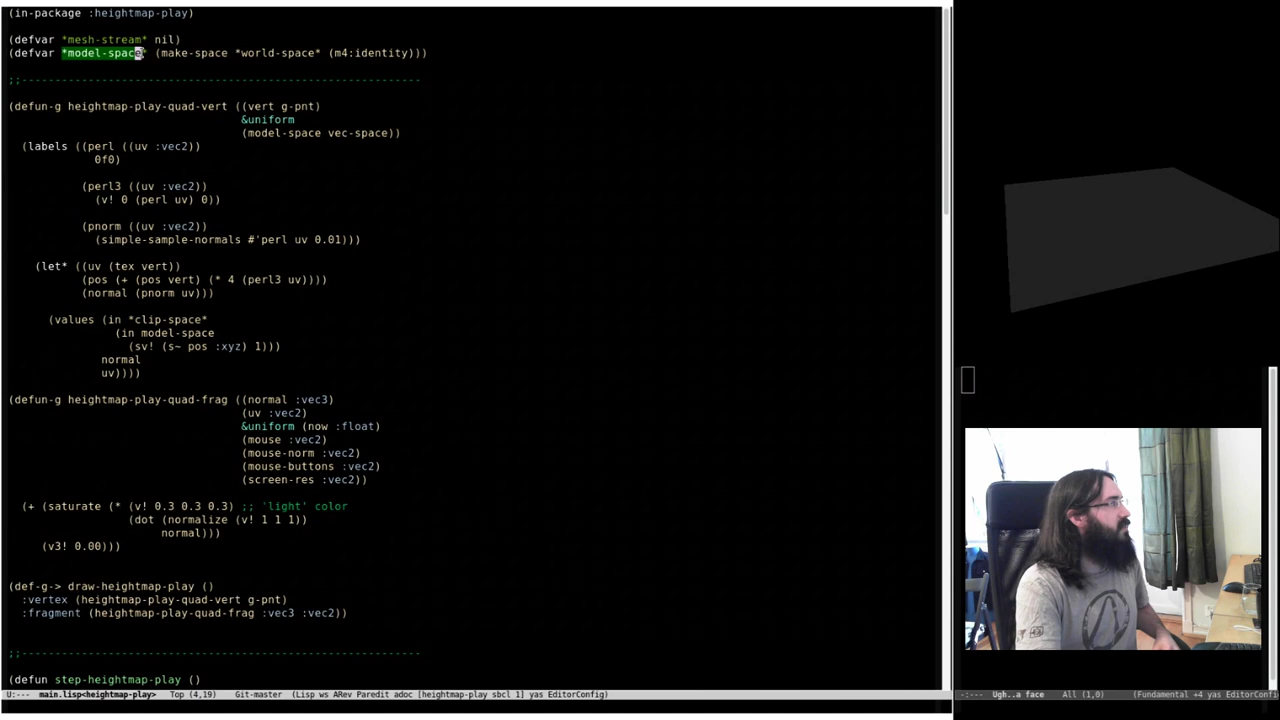 (in-package :heightmap-play)
(defvar *mesh-stream* nil)
(defvar *model-space* (make-space *world-space* (m4:identity)))
;;------------------------------------------------------------
(defun-g heightmap-play-quad-vert ((vert g-pnt)
&uniform
(model-space vec-space))
(labels ((perl ((uv :vec2))
0f0)
(perl3 ((uv :vec2))
(v! 0 (perl uv) 0))
(pnorm ((uv :vec2))
(simple-sample-normals #'perl uv 0.01)))
(let* ((uv (tex vert))
(pos (+ (pos vert) (* 4 (perl3 uv))))
(normal (pnorm uv)))
(values (in *clip-space*
(in model-space
(sv! (s~ pos :xyz) 1)))
normal
uv))))
(defun-g heightmap-play-quad-frag ((normal :vec3)
(uv :vec2)
&uniform (now :float)
(mouse :vec2)
(mouse-norm :vec2)
(mouse-buttons :vec2)
(screen-res :vec2))
(+ (saturate (* (v! 0.3 0.3 0.3) ;; 'light' color
(dot (normalize (v! 1 1 1))
normal)))
(v3! 0.00)))
(def-g-> draw-heightmap-play ()
:vertex (heightmap-play-quad-vert g-pnt)
:fragment (heightmap-play-quad-frag :vec3 :vec2))
;;------------------------------------------------------------
(defun step-heightmap-play ()
U:--- main.lisp<heightmap-play> Top (4,19) Git-master (Lisp ws ARev Paredit adoc [heightmap-play sbcl 1] yas EditorConfig)
-:--- Ugh..a face All (1,0) (Fundamental +4 yas EditorConfi